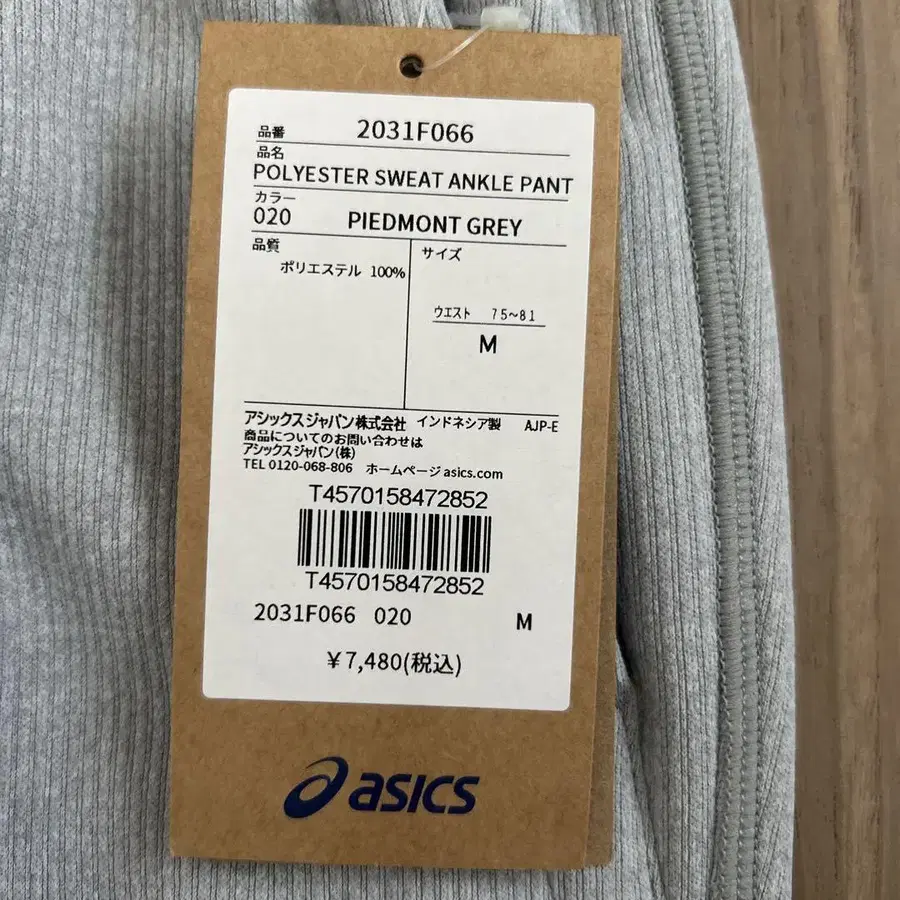 品番 2031F066
品名
POLYESTER SWEAT ANKLE PANT
カラー
020 PIEDMONT GREY
品質
ポリエステル 100%
サイズ
ウエスト 75~81
M
アシックスジャパン株式会社 インドネシア製 AJP-E
商品についてのお問い合わせは
アシックスジャパン(株)
TEL 0120-068-806 ホームページ asics.com
T4570158472852
T4570158472852
2031F066 020 M
¥7,480(税込)
asics